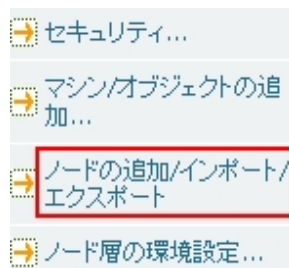 セキュリティ...
マシン/オブジェクトの追
加...
ノードの追加/インポート/
エクスポート
ノード層の環境設定...